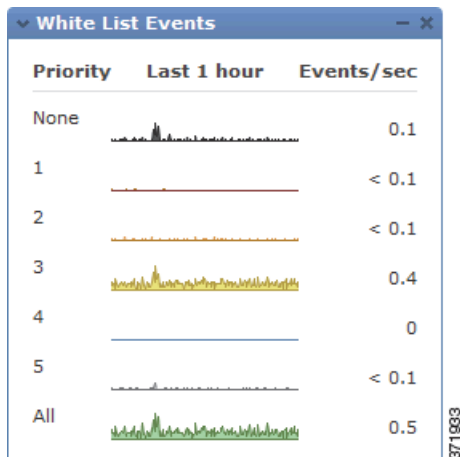 White List Events
Priority Last 1 hour Events/sec
None 0.1
1 < 0.1
2 < 0.1
3 0.4
4 0
5 < 0.1
All 0.5
371933